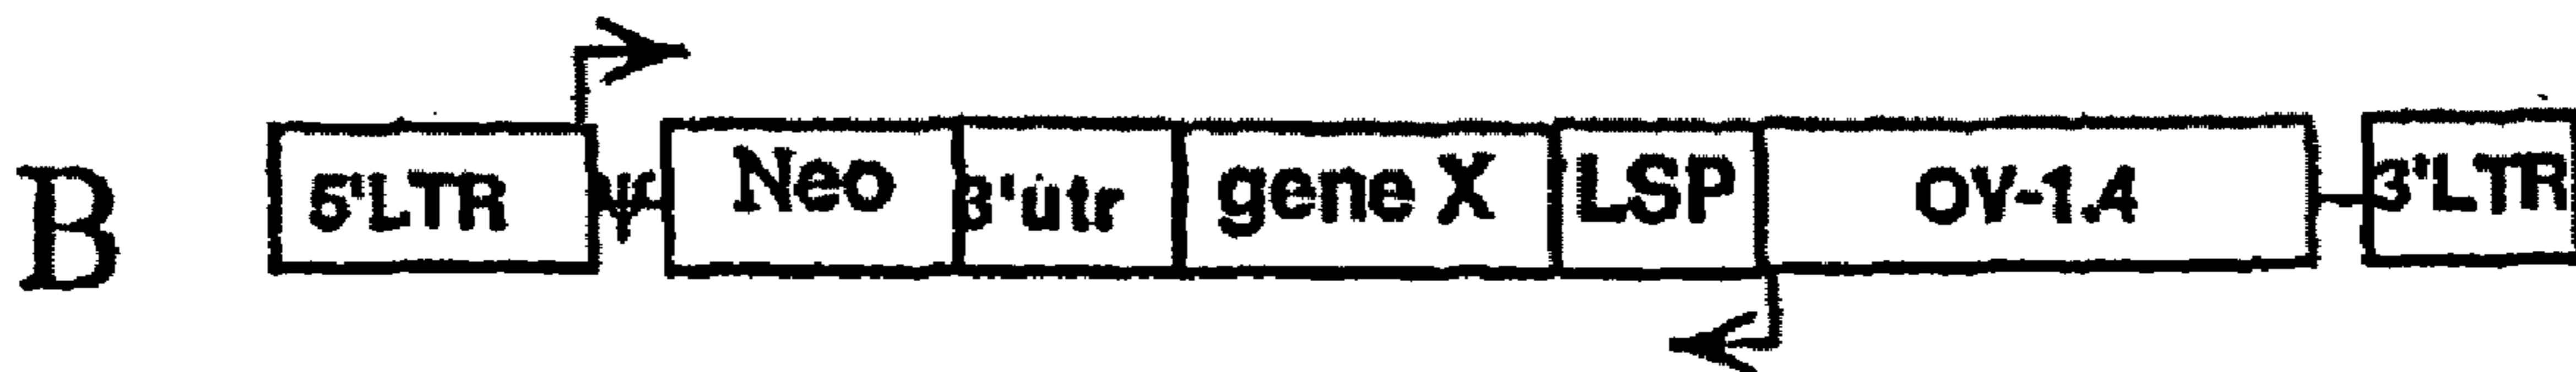 B 5'LTR ψ Neo 3'utr gene X LSP OV-1.4 3'LTR